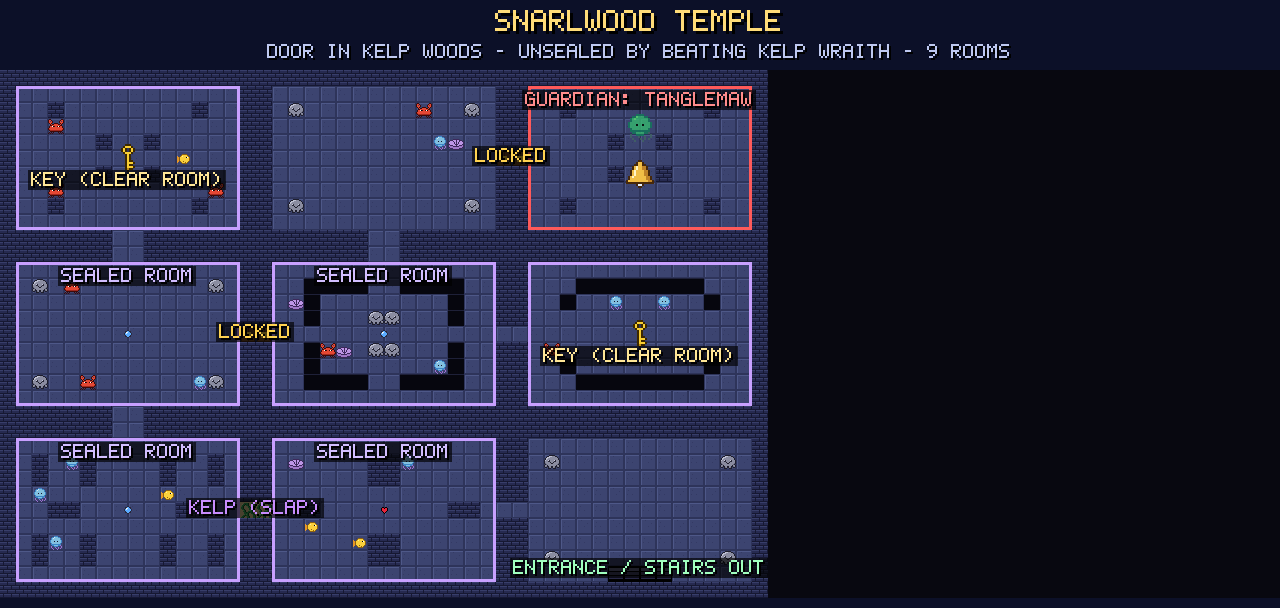 SNARLWOOD TEMPLE
DOOR IN KELP WOODS - UNSEALED BY BEATING KELP WRAITH - 9 ROOMS
GUARDIAN: TANGLEMAW
LOCKED
KEY (CLEAR ROOM)
SEALED ROOM
SEALED ROOM
LOCKED
KEY (CLEAR ROOM)
SEALED ROOM
SEALED ROOM
KELP (SLAP)
ENTRANCE / STAIRS OUT